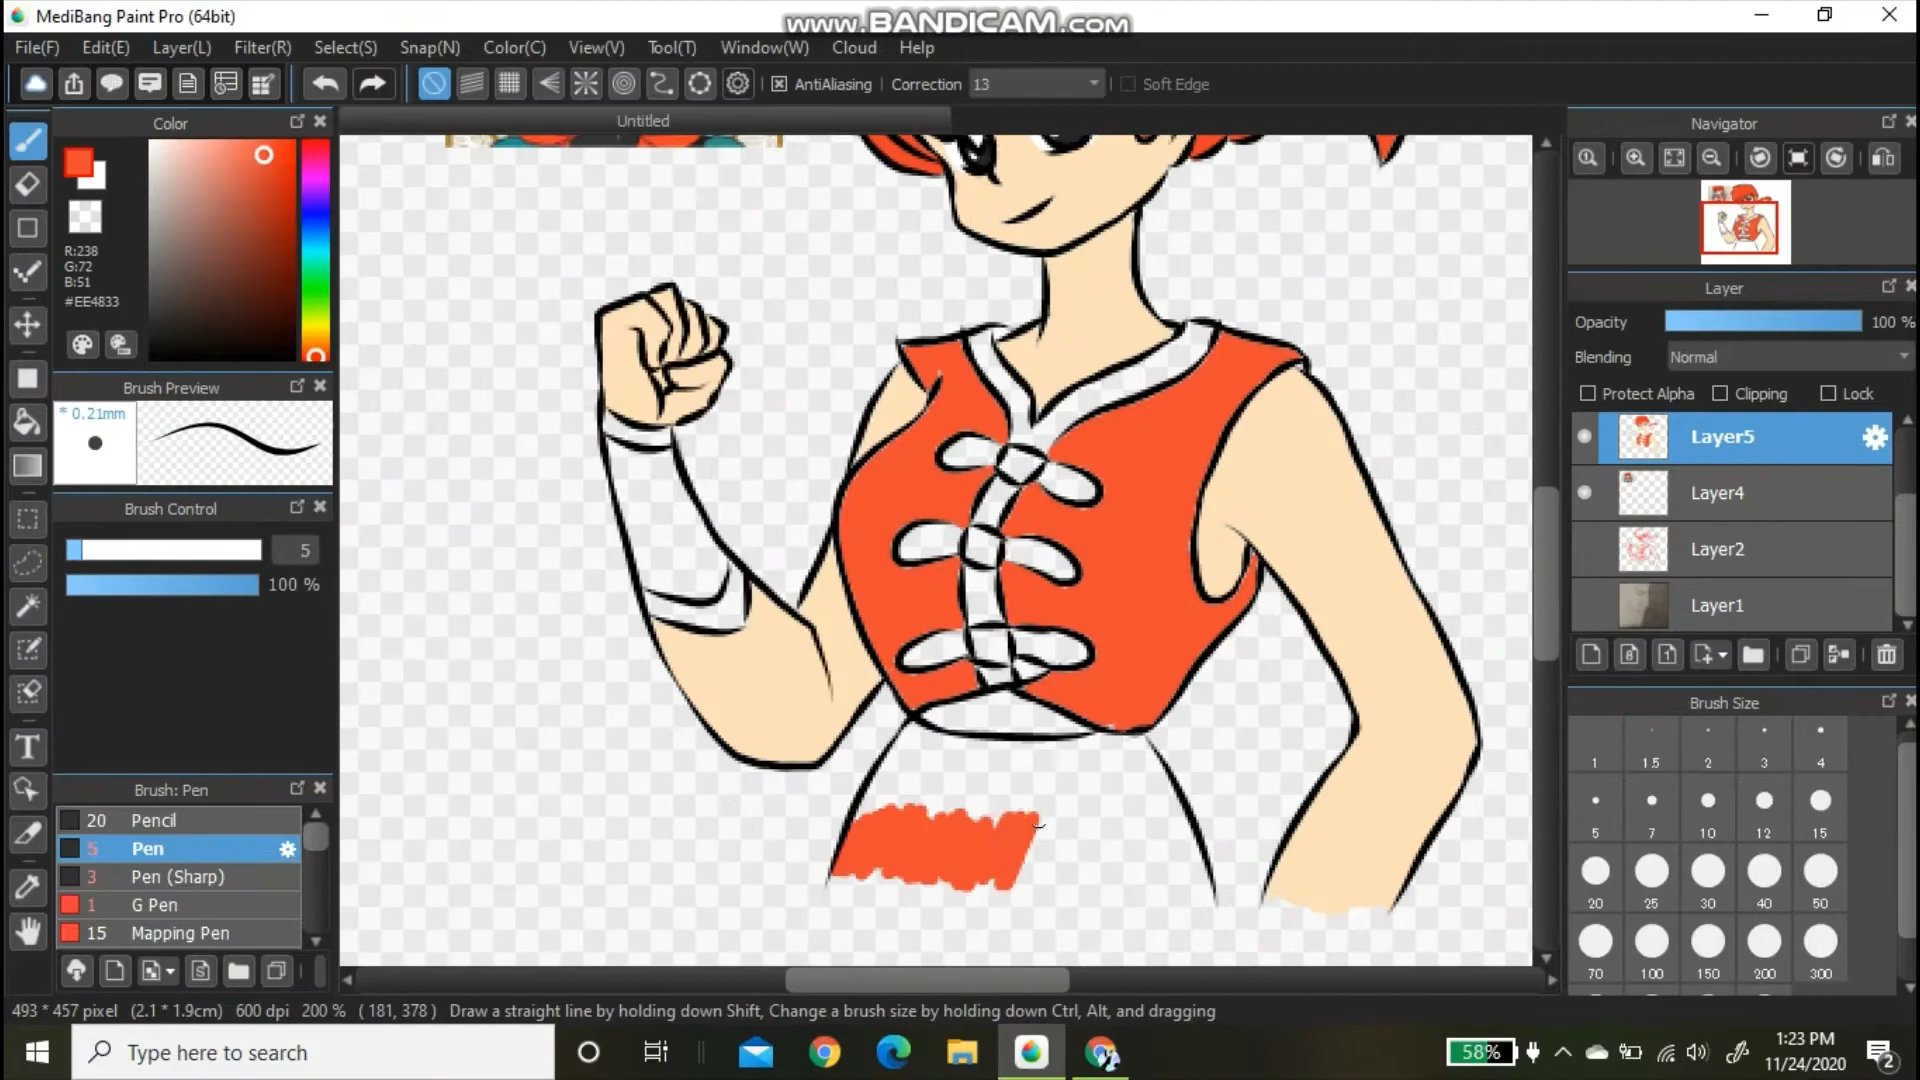 MediBang Paint Pro (64bit)
www.BANDICAM.com
File(F) Edit(E) Layer(L) Filter(R) Select(S) Snap(N) Color(C) View(V) Tool(T) Window(W) Cloud Help
AntiAliasing Correction 13 Soft Edge
Untitled
Color
R:238
G:72
B:51
#EE4833
Brush Preview
* 0.21mm
Brush Control
5
100 %
Brush: Pen
20 Pencil
5 Pen
3 Pen (Sharp)
1 G Pen
15 Mapping Pen
Navigator
Layer
Opacity 100 %
Blending Normal
Protect Alpha Clipping Lock
Layer5
Layer4
Layer2
Layer1
8 1
Brush Size
1 1.5 2 3 4
5 7 10 12 15
20 25 30 40 50
70 100 150 200 300
493 * 457 pixel (2.1 * 1.9cm) 600 dpi 200 % ( 181, 378 ) Draw a straight line by holding down Shift, Change a brush size by holding down Ctrl, Alt, and dragging
Type here to search
58%
1:23 PM
11/24/2020
2